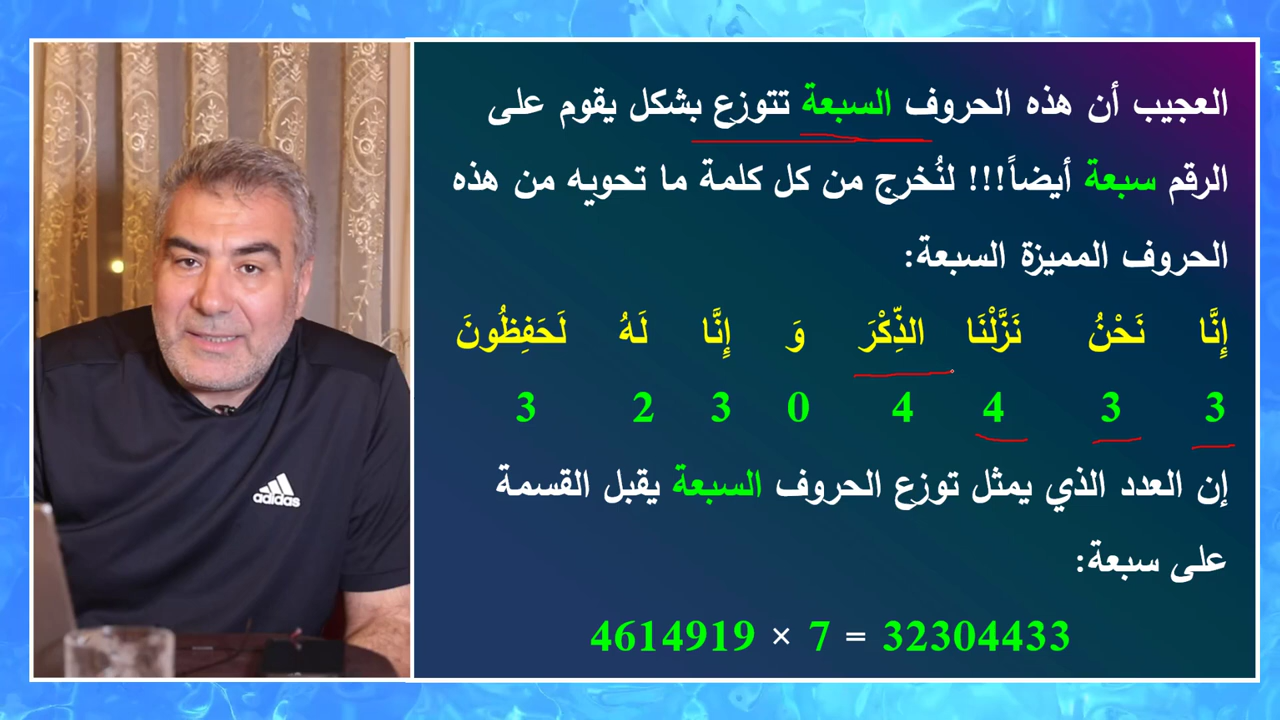 العجيب أن هذه الحروف السبعة تتوزع بشكل يقوم على
الرقم سبعة أيضاً!!! لنُخرج من كل كلمة ما تحويه من هذه
الحروف المميزة السبعة:
إِنَّا نَحْنُ نَزَّلْنَا الذِّكْرَ وَ إِنَّا لَهُ لَحَفِظُونَ
3 3 4 4 0 3 2 3
إن العدد الذي يمثل توزع الحروف السبعة يقبل القسمة
على سبعة:
4614919 × 7 = 32304433
adidas